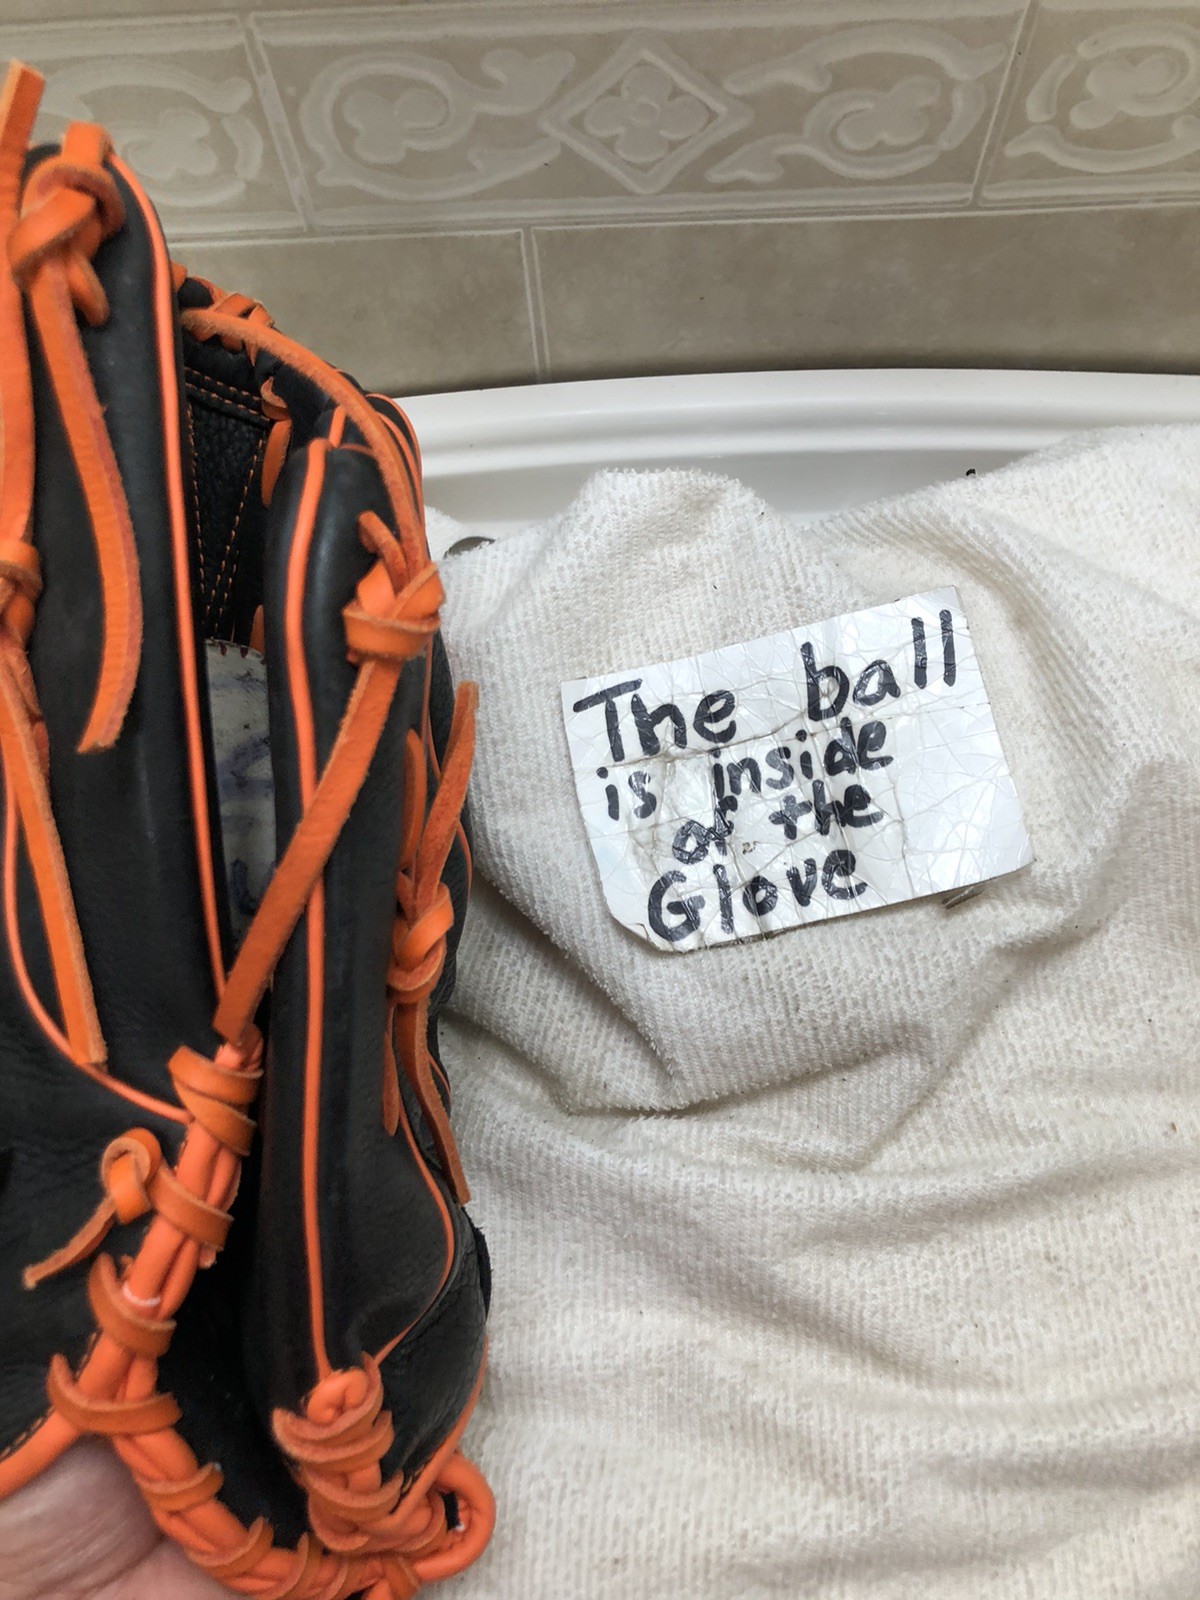 The ball
is inside
of the
Glove